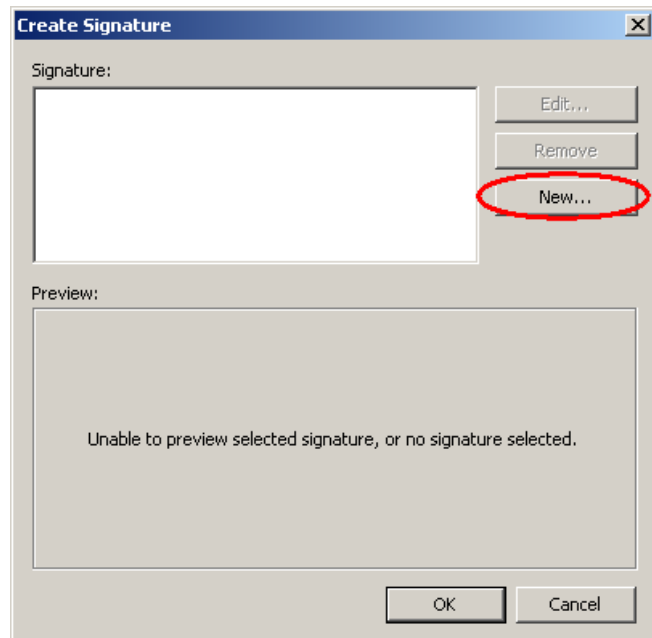 Create Signature
Signature:
Edit...
Remove
New...
Preview:
Unable to preview selected signature, or no signature selected.
OK
Cancel